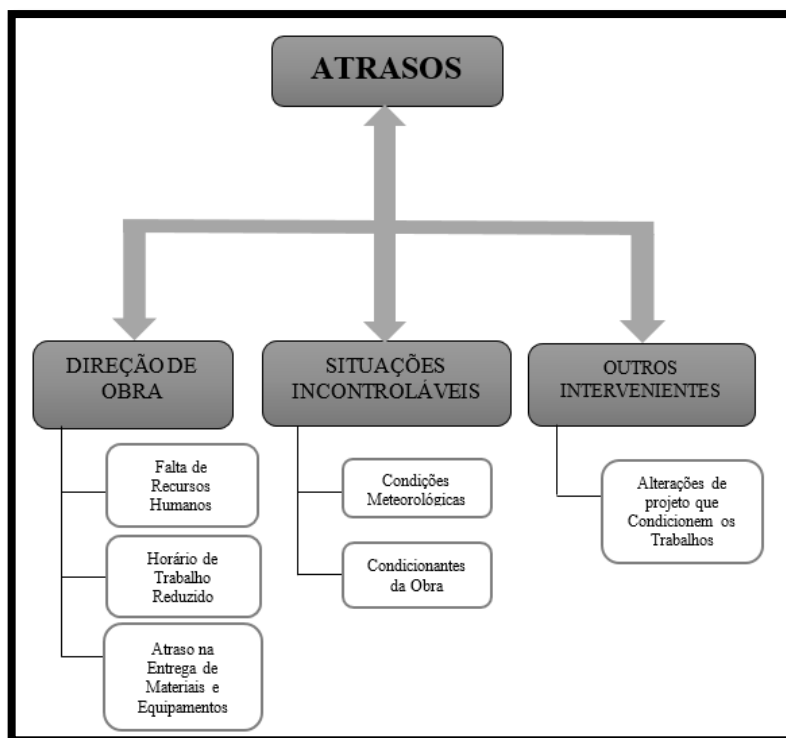 ATRASOS
DIREÇÃO DE
OBRA
Falta de
Recursos
Humanos
Horário de
Trabalho
Reduzido
Atraso na
Entrega de
Materiais e
Equipamentos
SITUAÇÕES
INCONTROLÁVEIS
Condições
Meteorológicas
Condicionantes
da Obra
OUTROS
INTERVENIENTES
Alterações de
projeto que
Condicionem os
Trabalhos